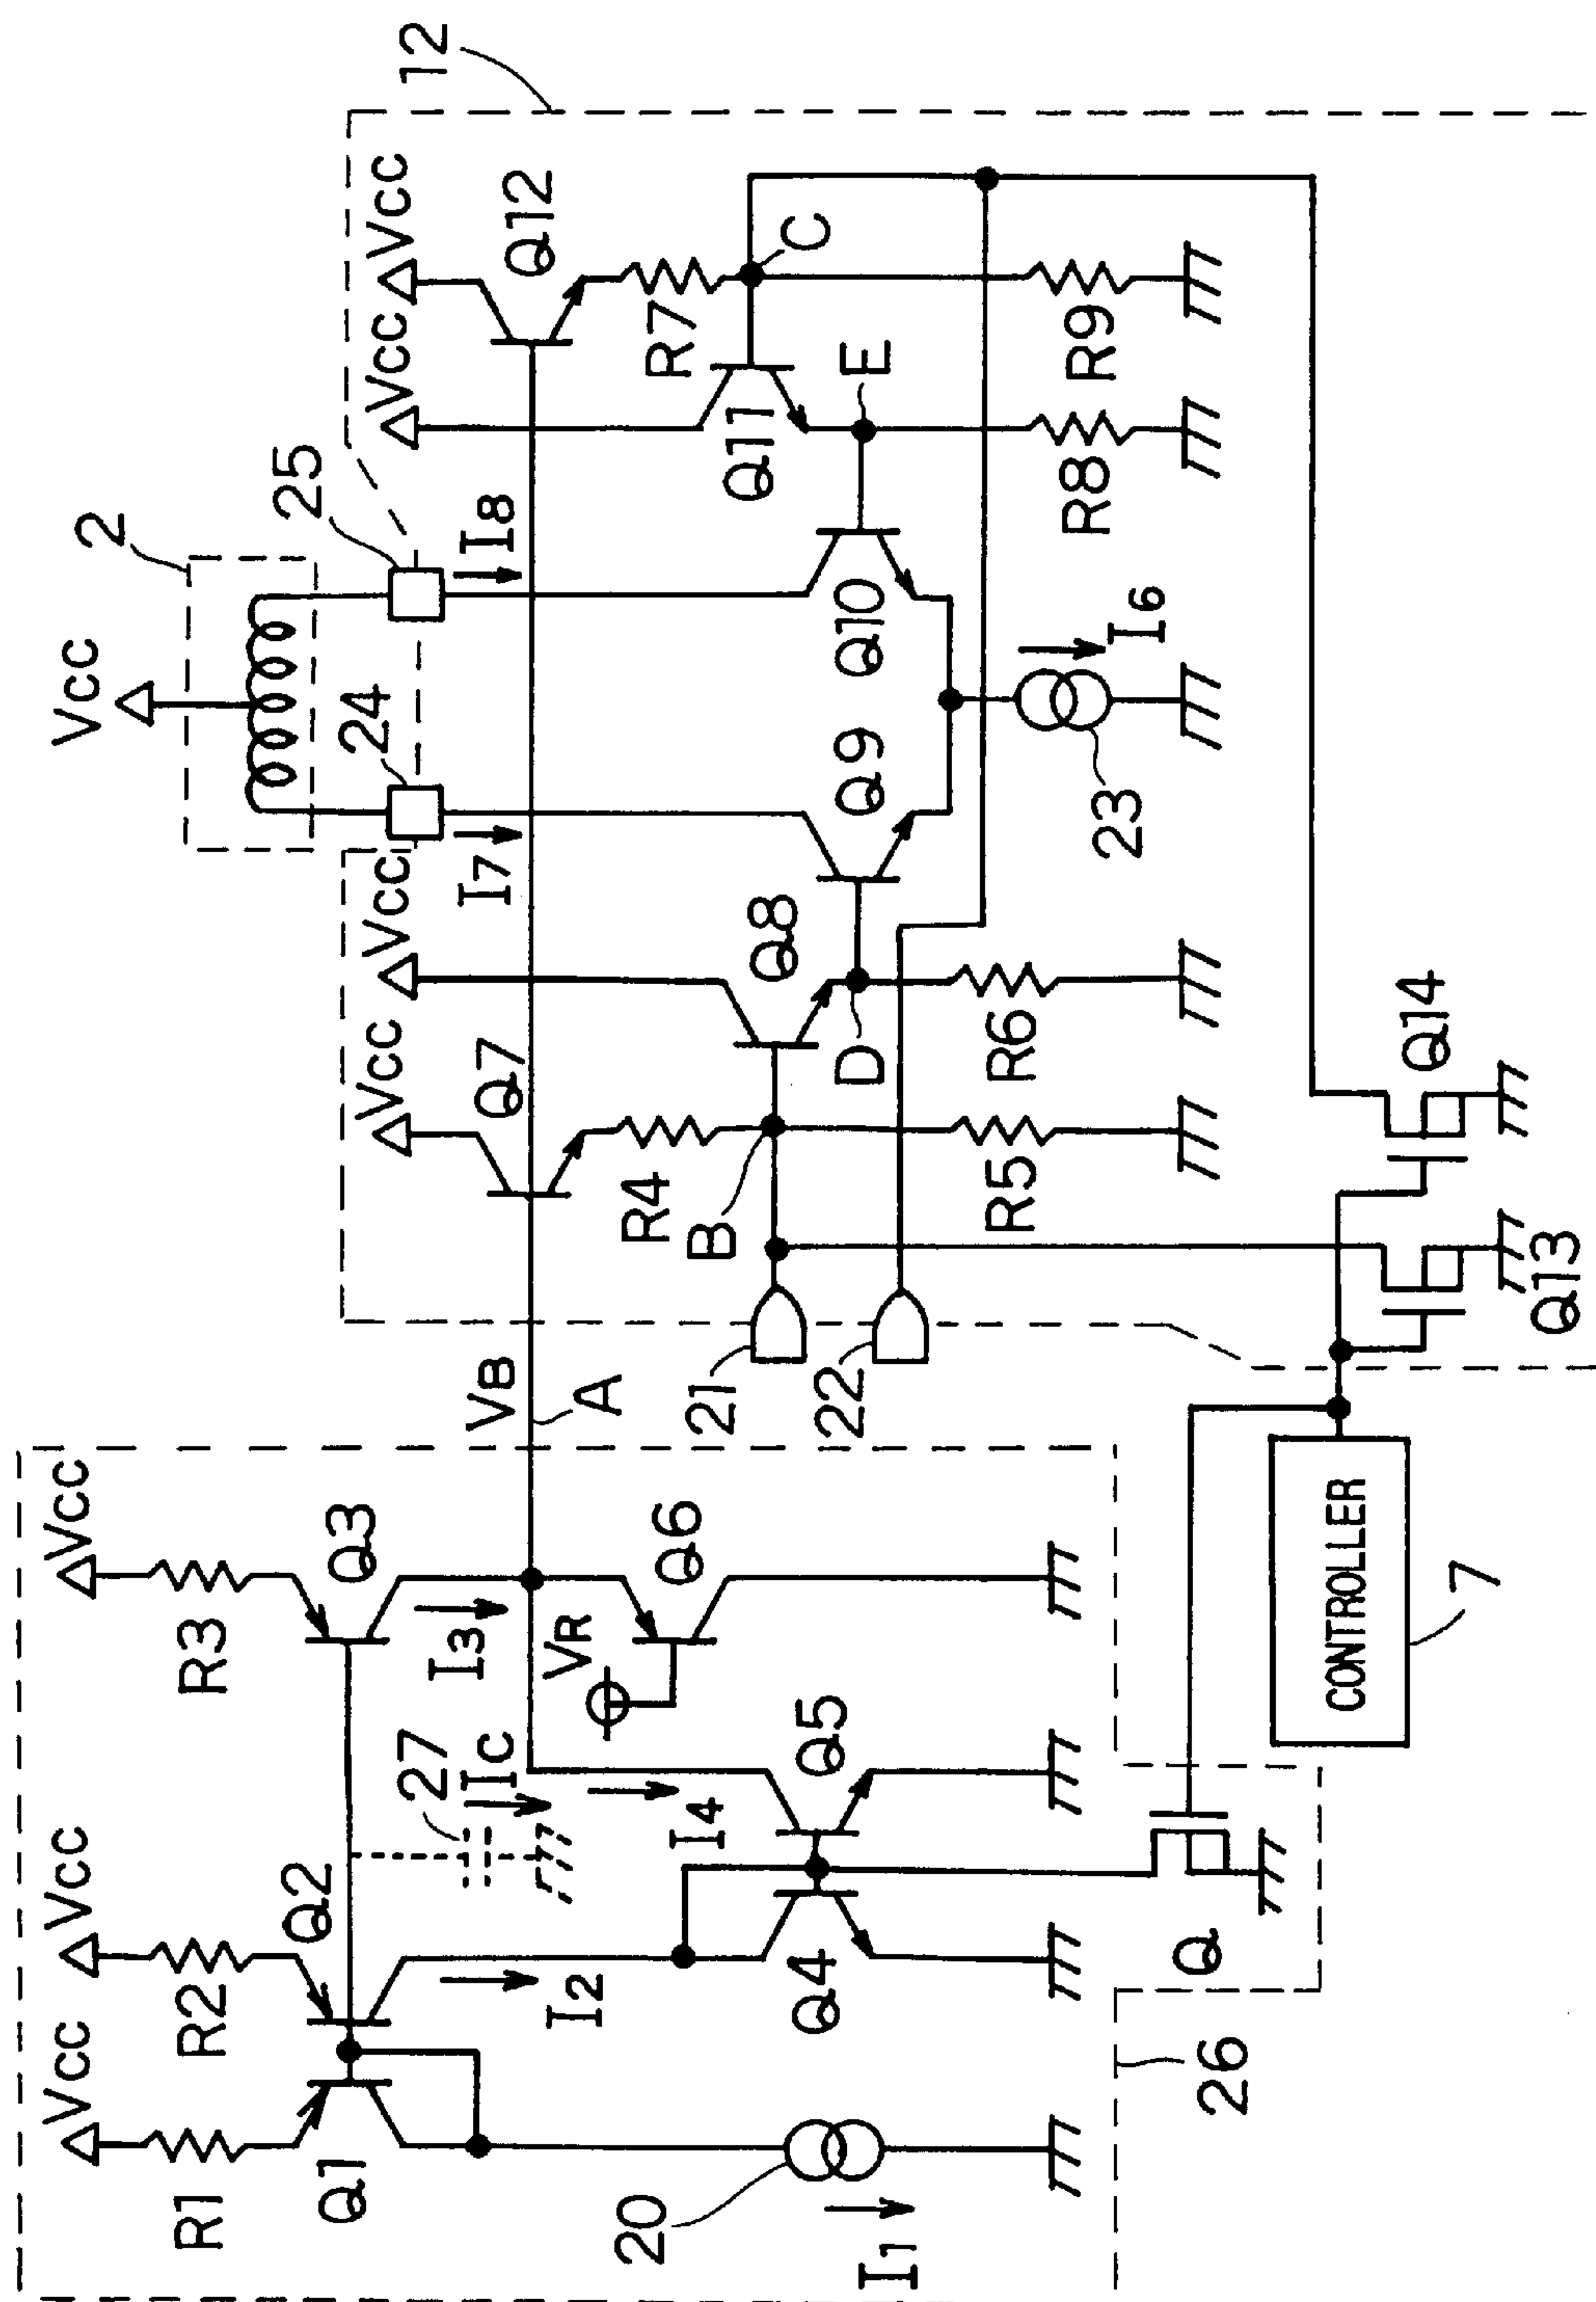 12
2
Vcc
25
24
I8
I7
Vcc
Vcc
Vcc
Vcc
Q12
Q7
Q8
R7
C
Q11
E
R4
B
D
Q9
Q10
R5
R6
R8
R9
I6
23
21
22
VB
A
Q13
Q14
Vcc
Vcc
Vcc
R1
R2
R3
Q1
Q2
Q3
27
Ic
I3
VR
Q6
I2
I4
Q4
Q5
20
I1
Q
26
CONTROLLER
7